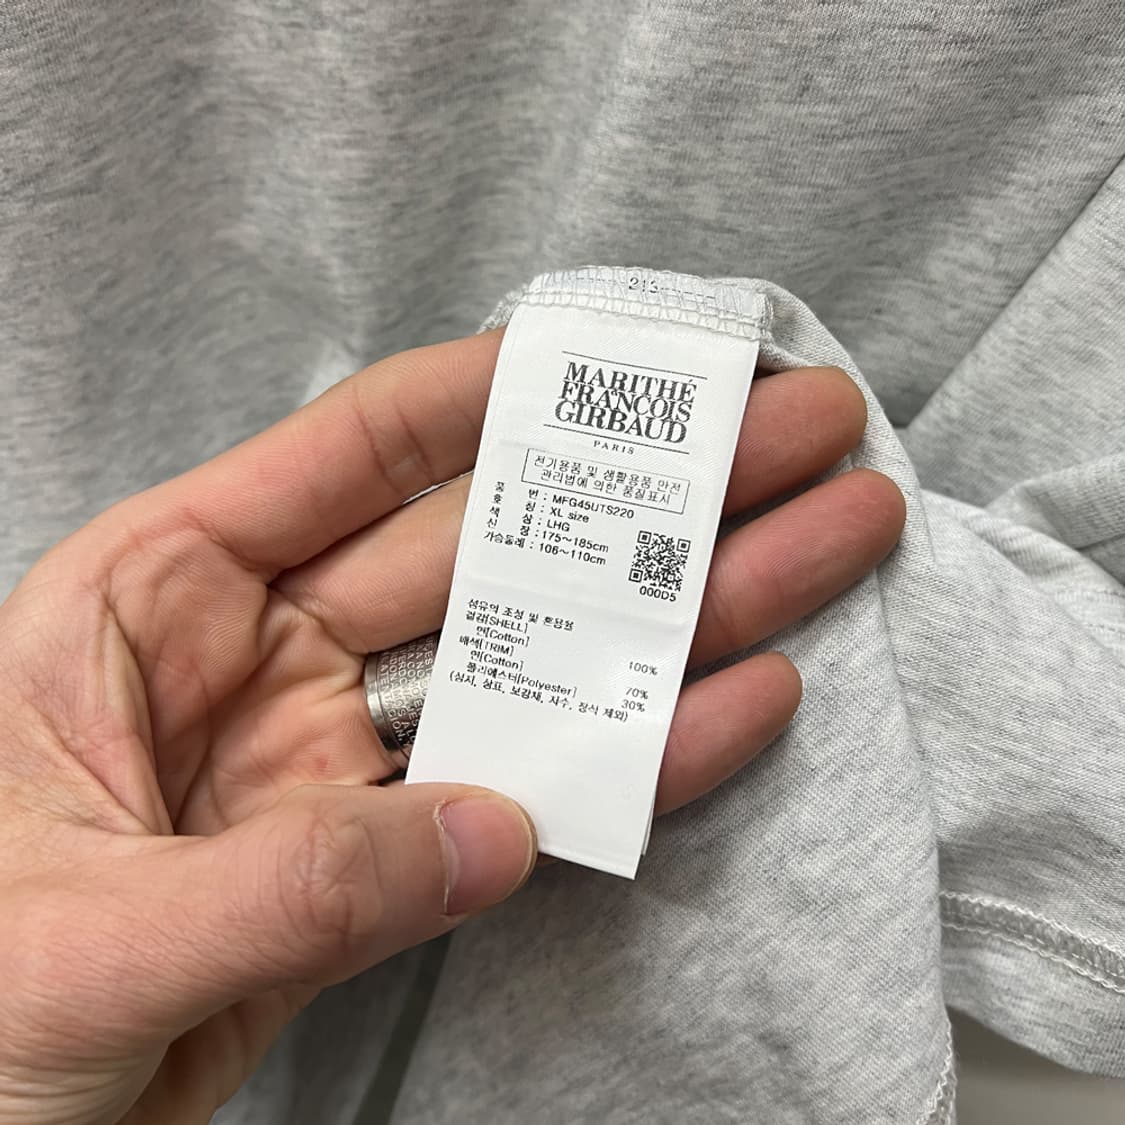 213
MARITHÉ
FRANÇOIS
GIRBAUD
PARIS
전기용품 및 생활용품 안전
관리법에 의한 품질표시
품 번 : MFG45UTS220
호 칭 : XL size
색 상 : LHG
신 장 : 175~185cm
가슴둘레 : 106~110cm
000D5
섬유의 조성 및 혼용율
겉감[SHELL]
면[Cotton] 100%
배색[TRIM]
면[Cotton] 70%
폴리에스터[Polyester] 30%
(심지, 상표, 보강재, 자수, 장식 제외)